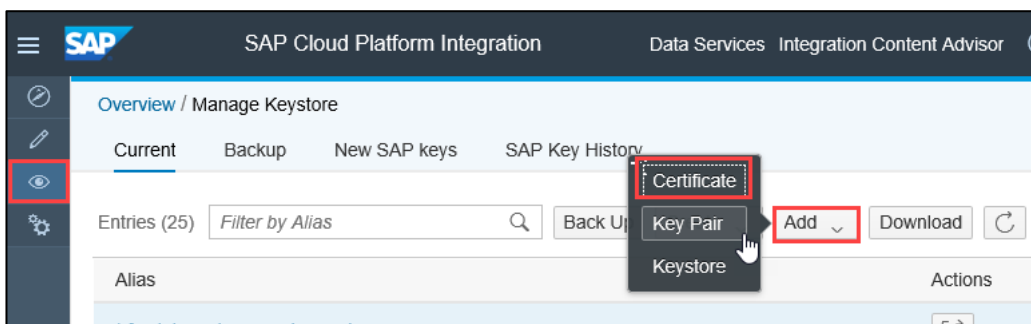 SAP SAP Cloud Platform Integration Data Services Integration Content Advisor
Overview / Manage Keystore
Current Backup New SAP keys SAP Key History
Certificate
Entries (25) Filter by Alias Back Up Key Pair Add Download
Keystore
Alias Actions